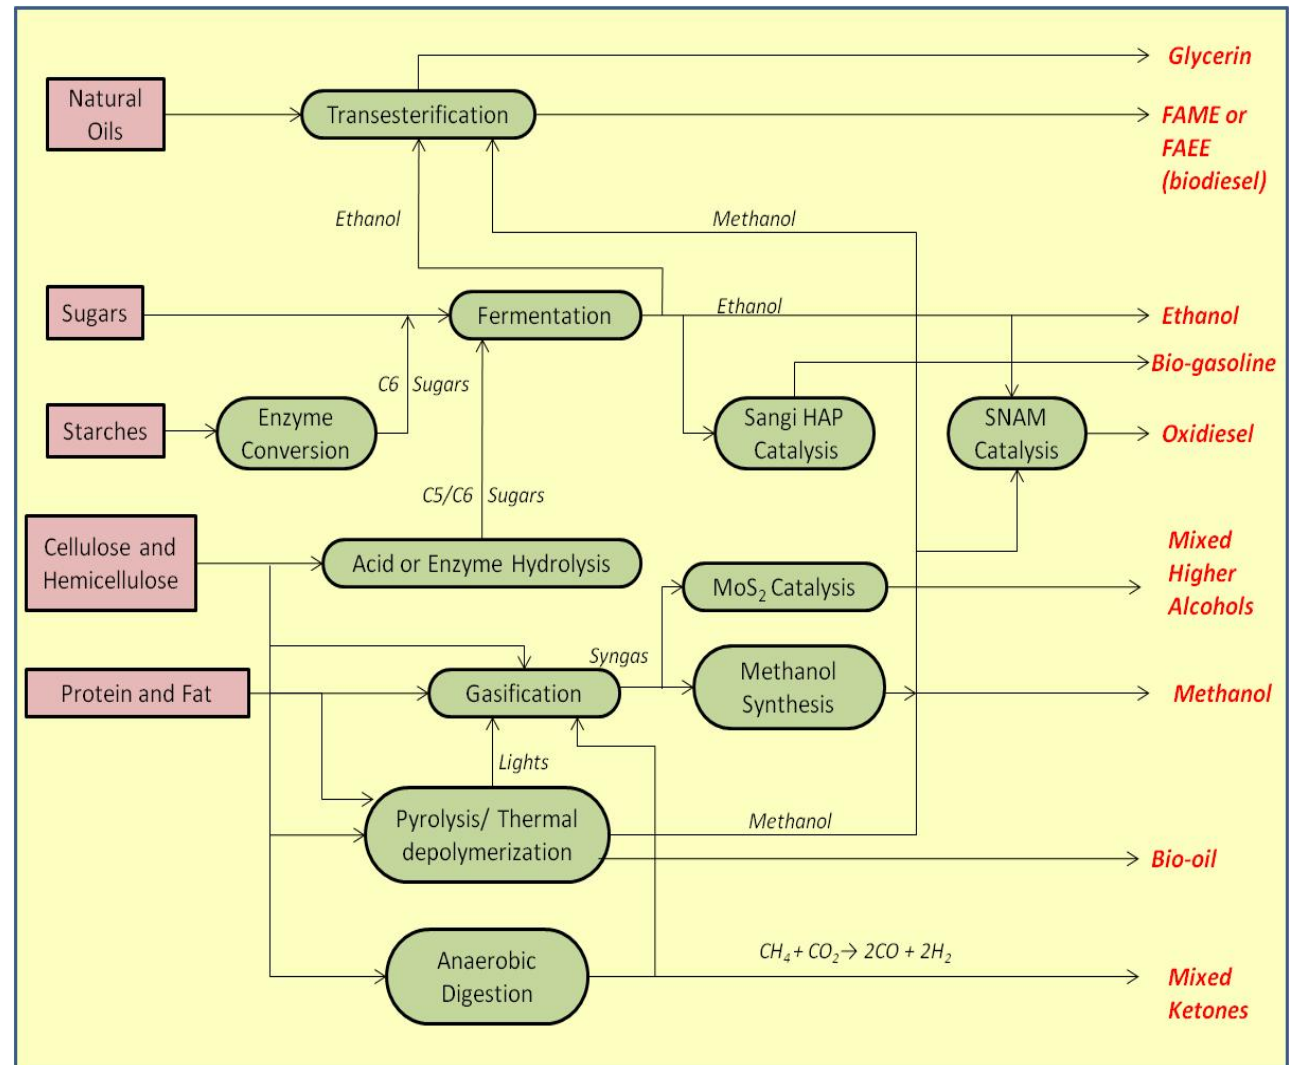 Glycerin
Natural
Oils
Transesterification
FAME or
FAEE
(biodiesel)
Ethanol
Methanol
Sugars
Fermentation
Ethanol
Ethanol
Bio-gasoline
C6 Sugars
Starches
Enzyme
Conversion
Sangi HAP
Catalysis
SNAM
Catalysis
Oxidiesel
C5/C6 Sugars
Cellulose and
Hemicellulose
Acid or Enzyme Hydrolysis
MoS₂ Catalysis
Mixed
Higher
Alcohols
Syngas
Protein and Fat
Gasification
Methanol
Synthesis
Methanol
Lights
Pyrolysis/ Thermal
depolymerization
Methanol
Bio-oil
Anaerobic
Digestion
CH₄ + CO₂→ 2CO + 2H₂
Mixed
Ketones